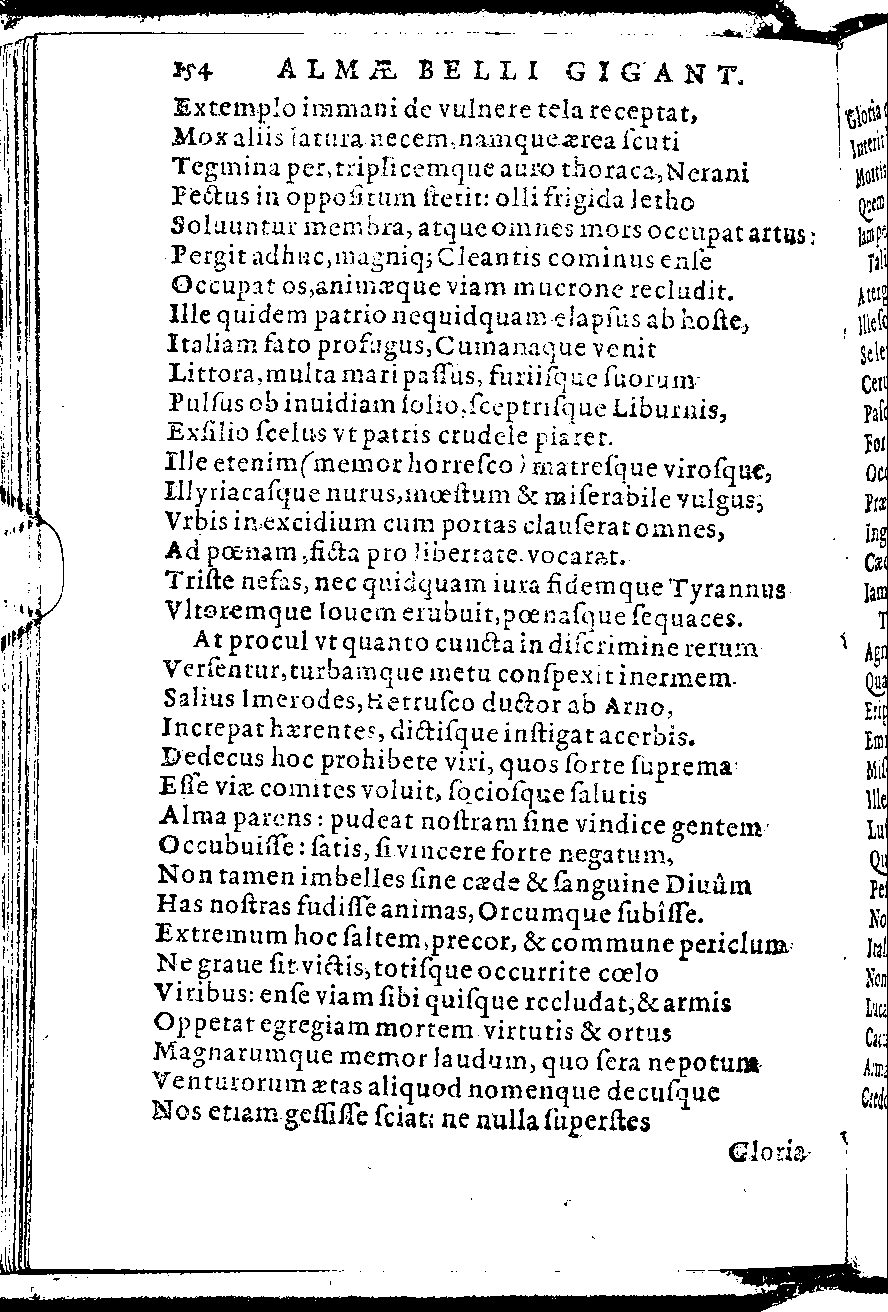 154 ALMÆ BELLI GIGANT.
Extemplo immani de vulnere tela receptat,
Mox aliis iatura necem, namque ærea ſcuti
Tegmina per, triplicemque auro thoraca, Nerani
Pectus in oppoſitum ſtetit: olli frigida letho
Soluuntur membra, atque omnes mors occupat artus:
Pergit adhuc, magniq; Cleantis cominus enſe
Occupat os, animæque viam mucrone recludit.
Ille quidem patrio nequidquam elapſus ab hoſte,
Italiam fato profugus, Cumanaque venit
Littora, multa mari paſſus, furiiſque ſuorum
Pulſus ob inuidiam ſolio, ſceptriſque Liburnis,
Exſilio ſcelus vt patris crudele piaret.
Ille etenim (memor horreſco) matreſque viroſque,
Illyriacaſque nurus, mœſtum & miſerabile vulgus,
Vrbis in excidium cum portas clauſerat omnes,
Ad pœnam, ficta pro libertate vocarat.
Triſte nefas, nec quidquam iura fidemque Tyrannus
Vltoremque Iouem erubuit, pœnaſque ſequaces.
At procul vt quanto cuncta in diſcrimine rerum
Verſentur, turbamque metu conſpexit inermem
Salius Imerodes, Hetruſco ductor ab Arno,
Increpat hærentes, dictiſque inſtigat acerbis.
Dedecus hoc prohibete viri, quos ſorte ſuprema
Eſſe viæ comites voluit, ſocioſque ſalutis
Alma parens: pudeat noſtram ſine vindice gentem
Occubuiſſe: ſatis, ſi vincere forte negatum,
Non tamen imbelles ſine cæde & ſanguine Diuûm
Has noſtras fudiſſe animas, Orcumque ſubîſſe.
Extremum hoc ſaltem, precor, & commune periclum
Ne graue ſit victis, totiſque occurrite cœlo
Viribus: enſe viam ſibi quiſque recludat, & armis
Oppetat egregiam mortem virtutis & ortus
Magnarumque memor laudum, quo ſera nepotum
Venturorum ætas aliquod nomenque decuſque
Nos etiam geſſiſſe ſciat: ne nulla ſuperſtes
Gloria